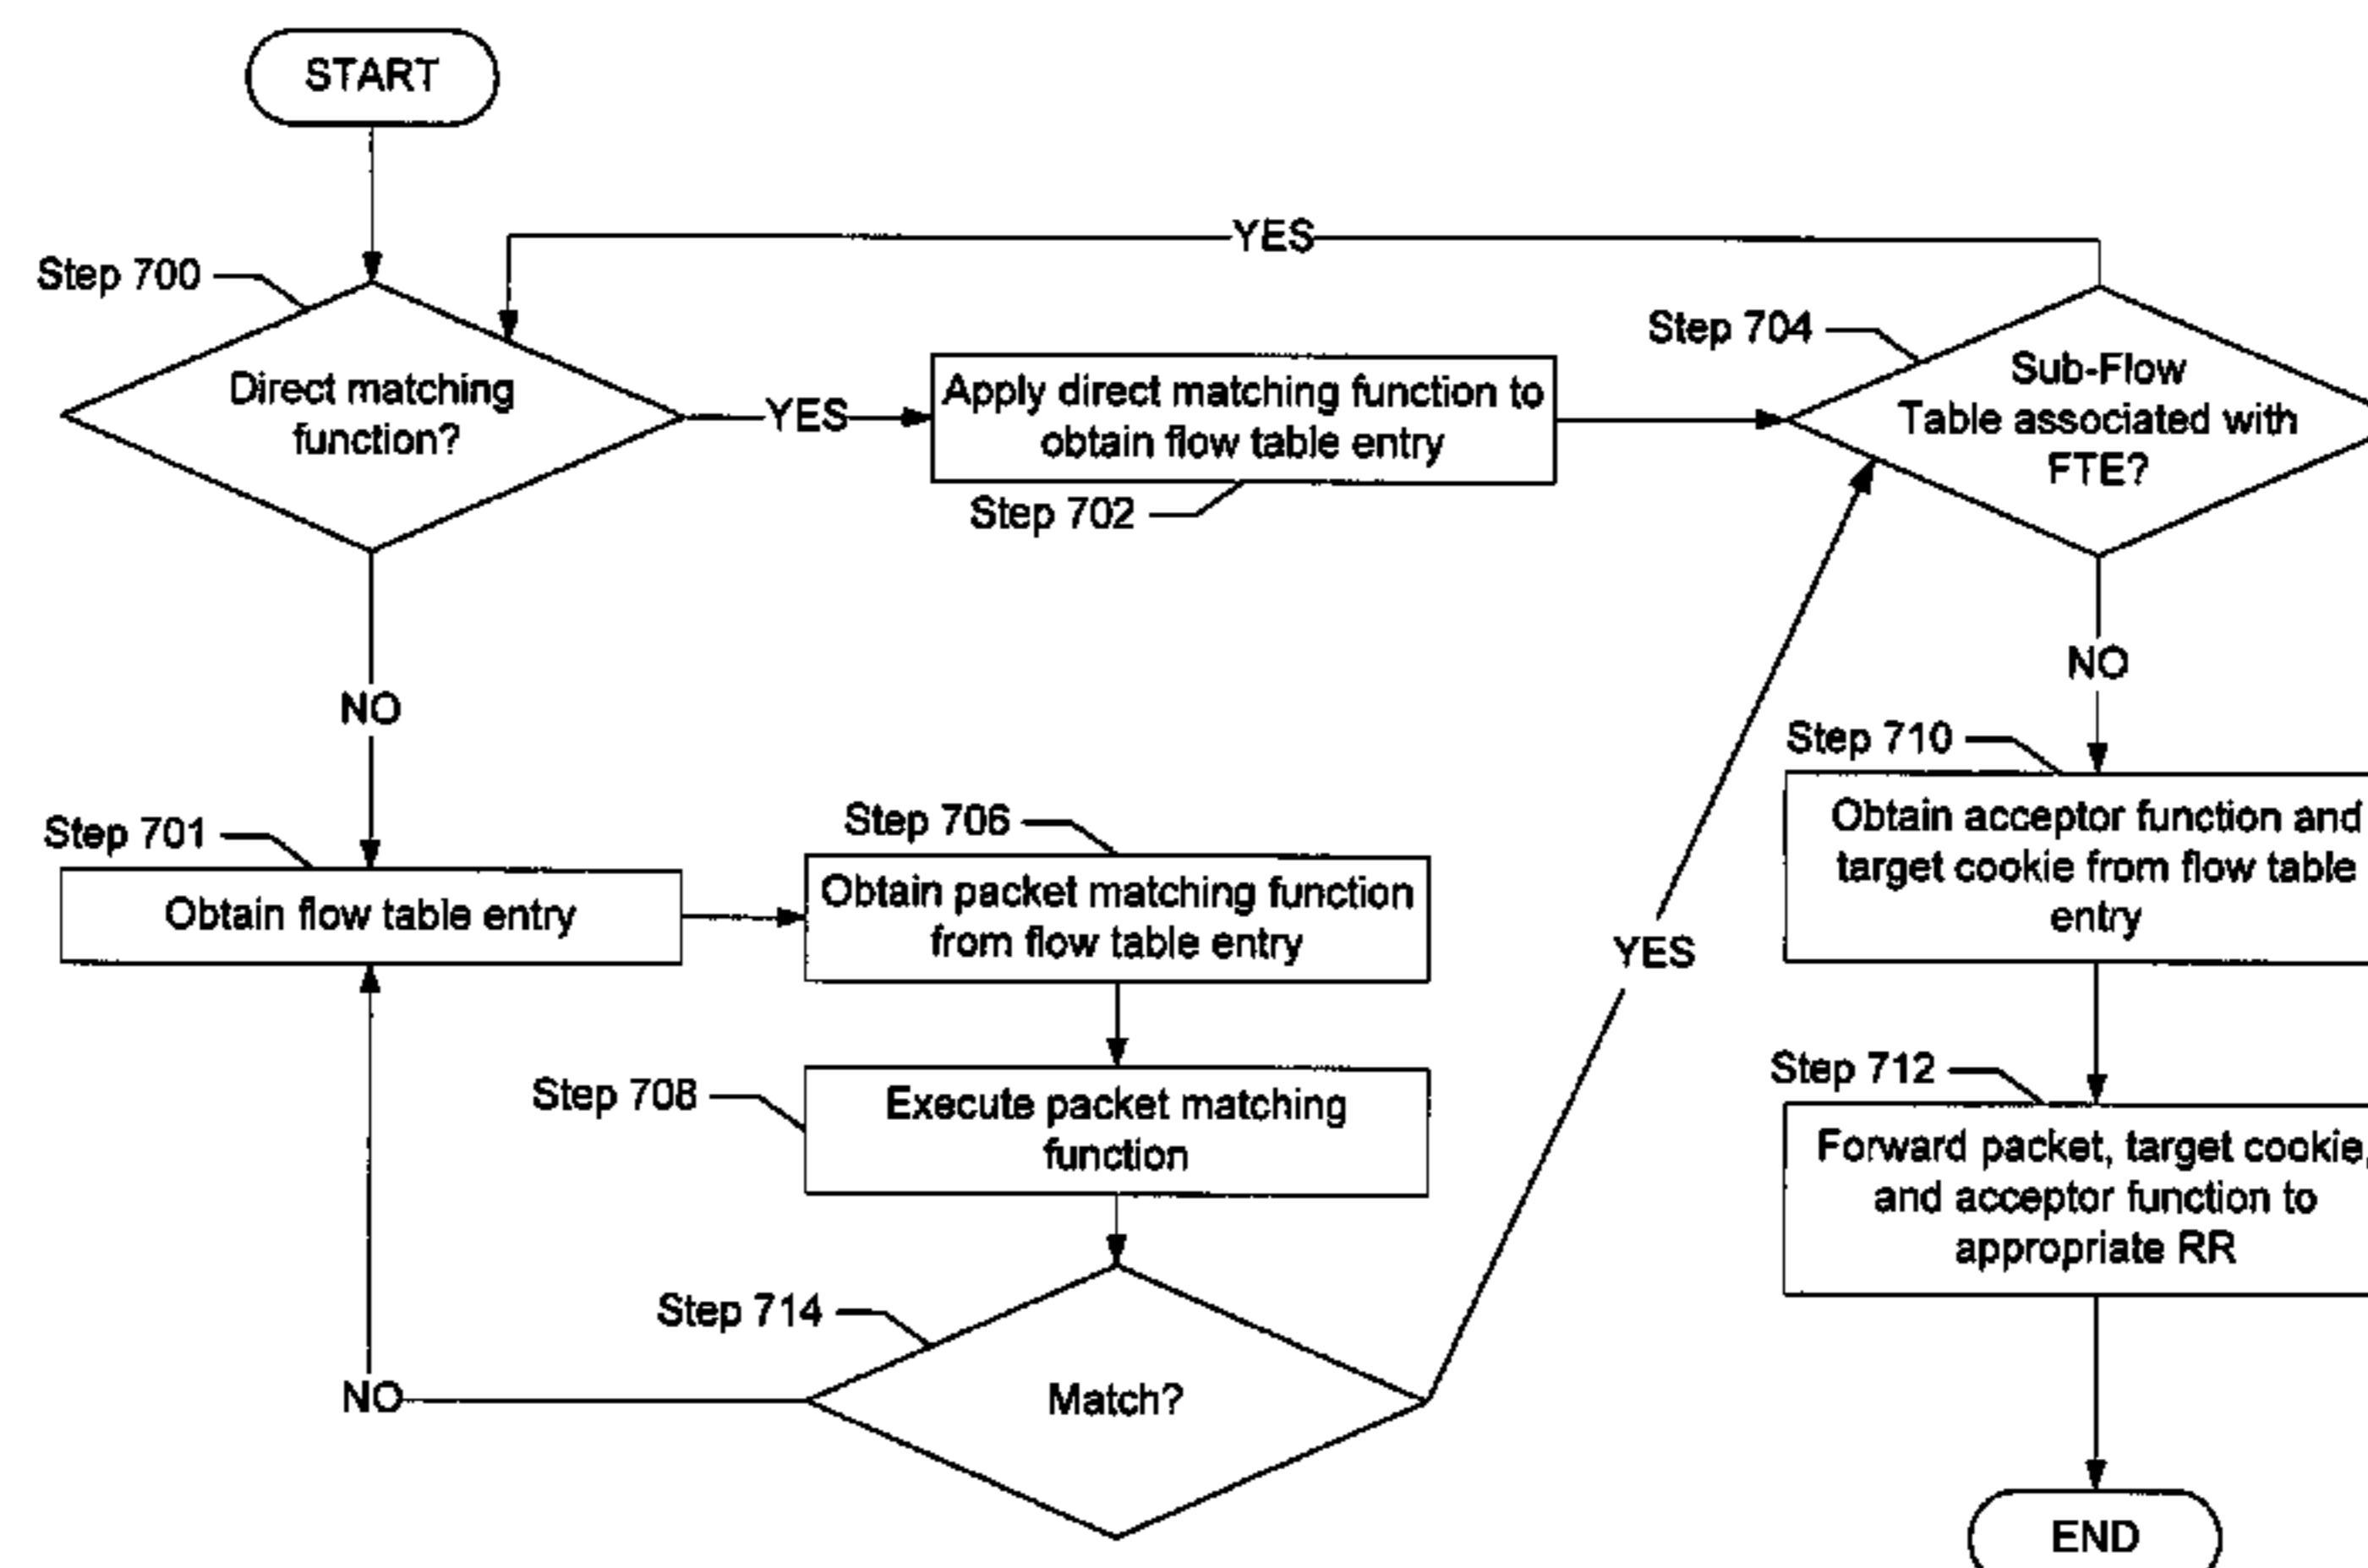 START
YES
Step 700
Direct matching
function?
YES
Apply direct matching function to
obtain flow table entry
Step 702
Step 704
Sub-Flow
Table associated with
FTE?
NO
NO
Step 701
Obtain flow table entry
Step 706
Obtain packet matching function
from flow table entry
YES
Step 710
Obtain acceptor function and
target cookie from flow table
entry
Step 708
Execute packet matching
function
Step 712
Forward packet, target cookie,
and acceptor function to
appropriate RR
Step 714
Match?
NO
END